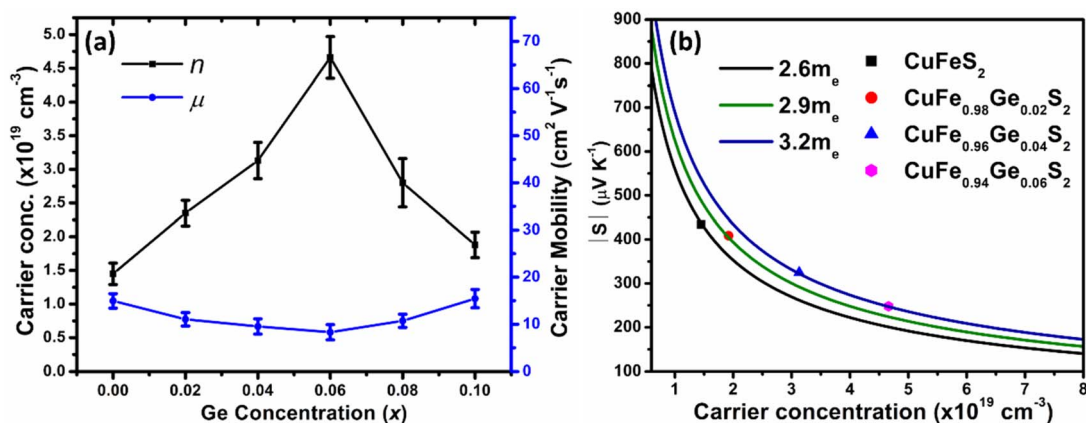 (a)
n
μ
Carrier conc. (x10¹⁹ cm⁻³)
5.0
4.5
4.0
3.5
3.0
2.5
2.0
1.5
1.0
0.5
0.0
0.00 0.02 0.04 0.06 0.08 0.10
Ge Concentration (x)
70
60
50
40
30
20
10
0
Carrier Mobility (cm² V⁻¹s⁻¹)
(b)
2.6mₑ
2.9mₑ
3.2mₑ
CuFeS₂
CuFe₀.₉₈Ge₀.₀₂S₂
CuFe₀.₉₆Ge₀.₀₄S₂
CuFe₀.₉₄Ge₀.₀₆S₂
|S| (μV K⁻¹)
900
800
700
600
500
400
300
200
100
1 2 3 4 5 6 7 8
Carrier concentration (x10¹⁹ cm⁻³)